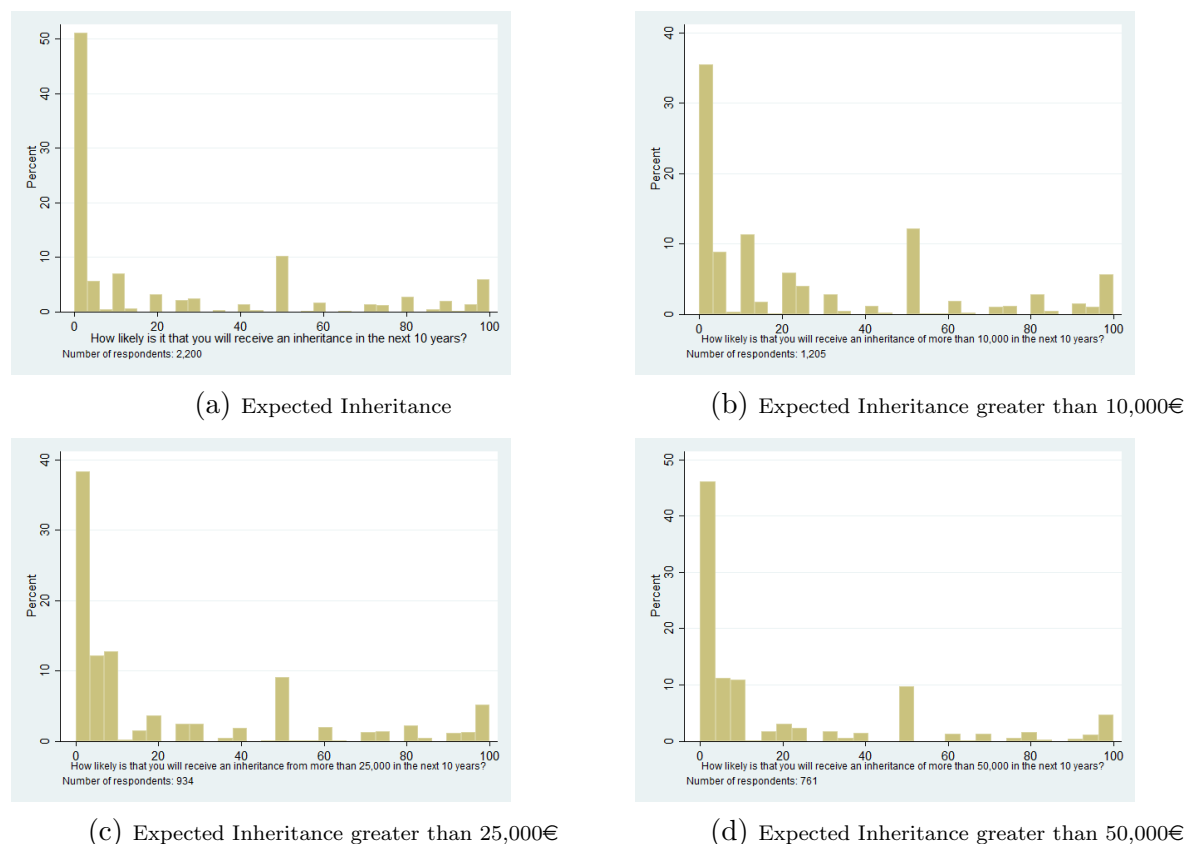 Percent
50
40
30
20
10
0
0 20 40 60 80 100
How likely is it that you will receive an inheritance in the next 10 years?
Number of respondents: 2,200
(a) Expected Inheritance
Percent
40
30
20
10
0
0 20 40 60 80 100
How likely is that you will receive an inheritance of more than 10,000 in the next 10 years?
Number of respondents: 1,205
(b) Expected Inheritance greater than 10,000€
Percent
40
30
20
10
0
0 20 40 60 80 100
How likely is that you will receive an inheritance from more than 25,000 in the next 10 years?
Number of respondents: 934
(c) Expected Inheritance greater than 25,000€
Percent
50
40
30
20
10
0
0 20 40 60 80 100
How likely is that you will receive an inheritance of more than 50,000 in the next 10 years?
Number of respondents: 761
(d) Expected Inheritance greater than 50,000€